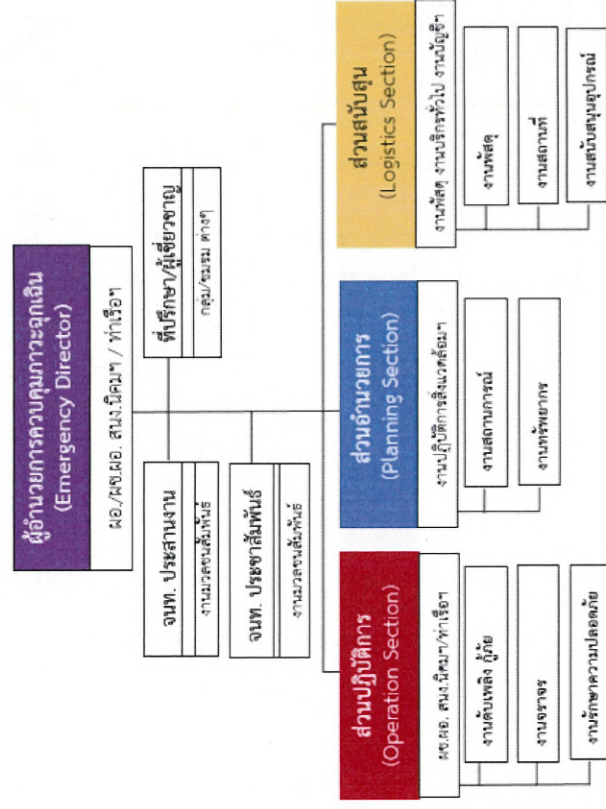 ผู้อำนวยการควบคุมภาวะฉุกเฉิน
(Emergency Director)
ผอ./ผช.ผอ. สนง.นิคมฯ / ท่าเรือฯ
จนท. ประสานงาน
งานมวลชนสัมพันธ์
ที่ปรึกษา/ผู้เชี่ยวชาญ
กลุ่ม/ชมรม ต่างๆ
จนท. ประชาสัมพันธ์
งานมวลชนสัมพันธ์
ส่วนปฏิบัติการ
(Operation Section)
ผช.ผอ. สนง.นิคมฯ/ท่าเรือฯ
งานดับเพลิง กู้ภัย
งานจราจร
งานรักษาความปลอดภัย
ส่วนอำนวยการ
(Planning Section)
งานปฏิบัติการสิ่งแวดล้อมฯ
งานสถานการณ์
งานทรัพยากร
ส่วนสนับสุน
(Logistics Section)
งานพัสดุ งานบริกรทั่วไป งานบัญชีฯ
งานพัสดุ
งานสถานที่
งานสนับสนุนอุปกรณ์